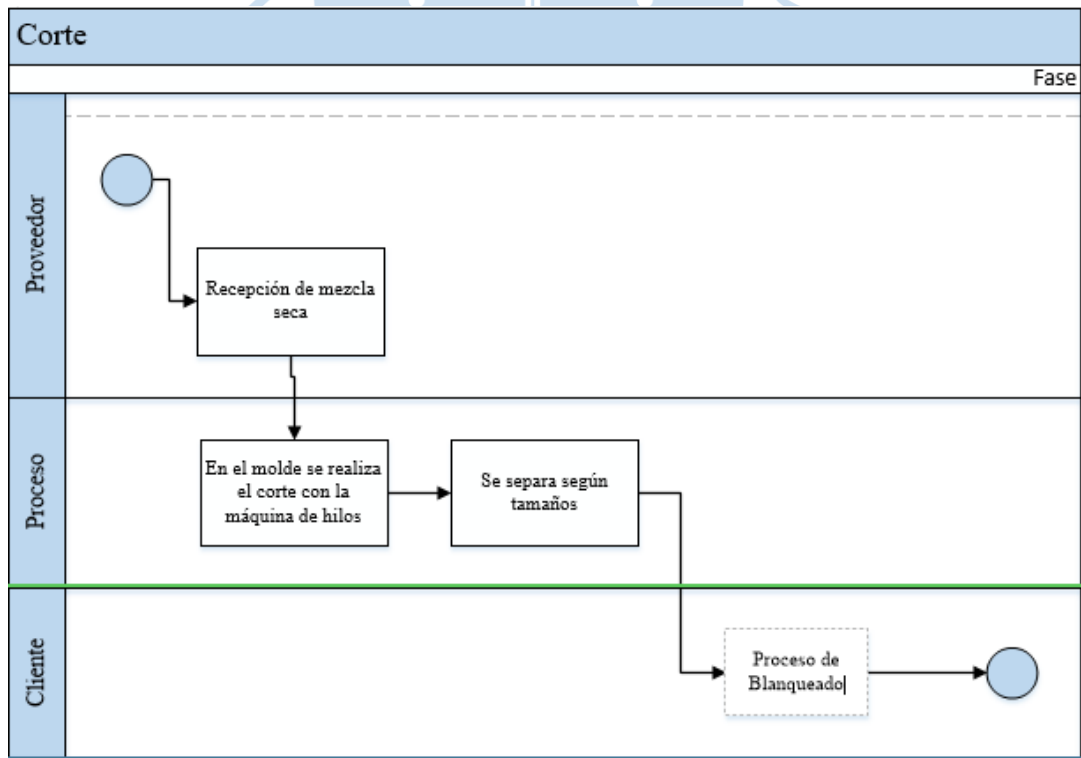 Corte
Fase
Proveedor
Recepción de mezcla
seca
Proceso
En el molde se realiza
el corte con la
máquina de hilos
Se separa según
tamaños
Cliente
Proceso de
Blanqueado